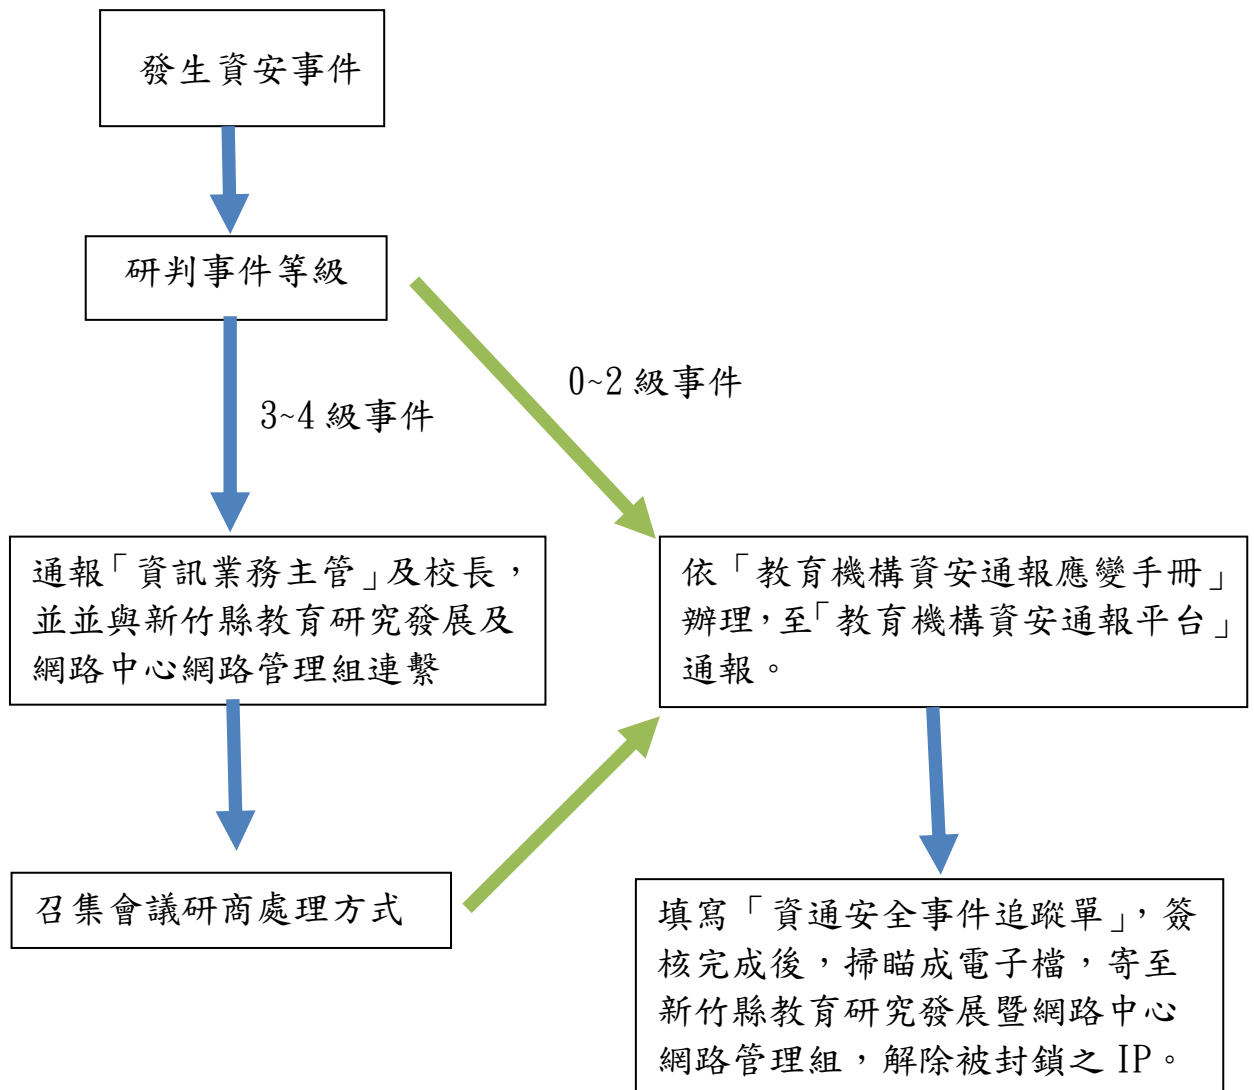 發生資安事件
研判事件等級
0~2 級事件
3~4 級事件
通報「資訊業務主管」及校長，
並並與新竹縣教育研究發展及
網路中心網路管理組連繫
依「教育機構資安通報應變手冊」
辦理，至「教育機構資安通報平台」
通報。
召集會議研商處理方式
填寫「資通安全事件追蹤單」，簽
核完成後，掃瞄成電子檔，寄至
新竹縣教育研究發展暨網路中心
網路管理組，解除被封鎖之 IP。